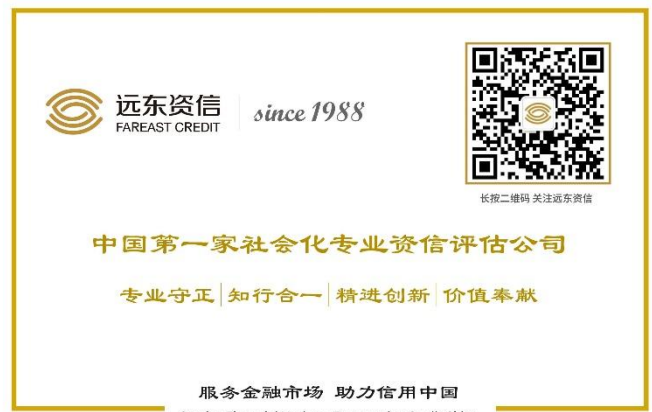 远东资信
FAREAST CREDIT
since 1988
长按二维码 关注远东资信
中国第一家社会化专业资信评估公司
专业守正|知行合一|精进创新|价值奉献
服务金融市场 助力信用中国